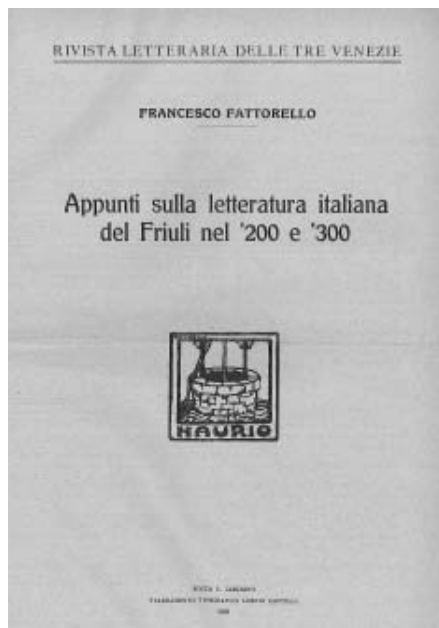 RIVISTA LETTERARIA DELLE TRE VENEZIE
FRANCESCO FATTORELLO
Appunti sulla letteratura italiana
del Friuli nel '200 e '300
HAURIO